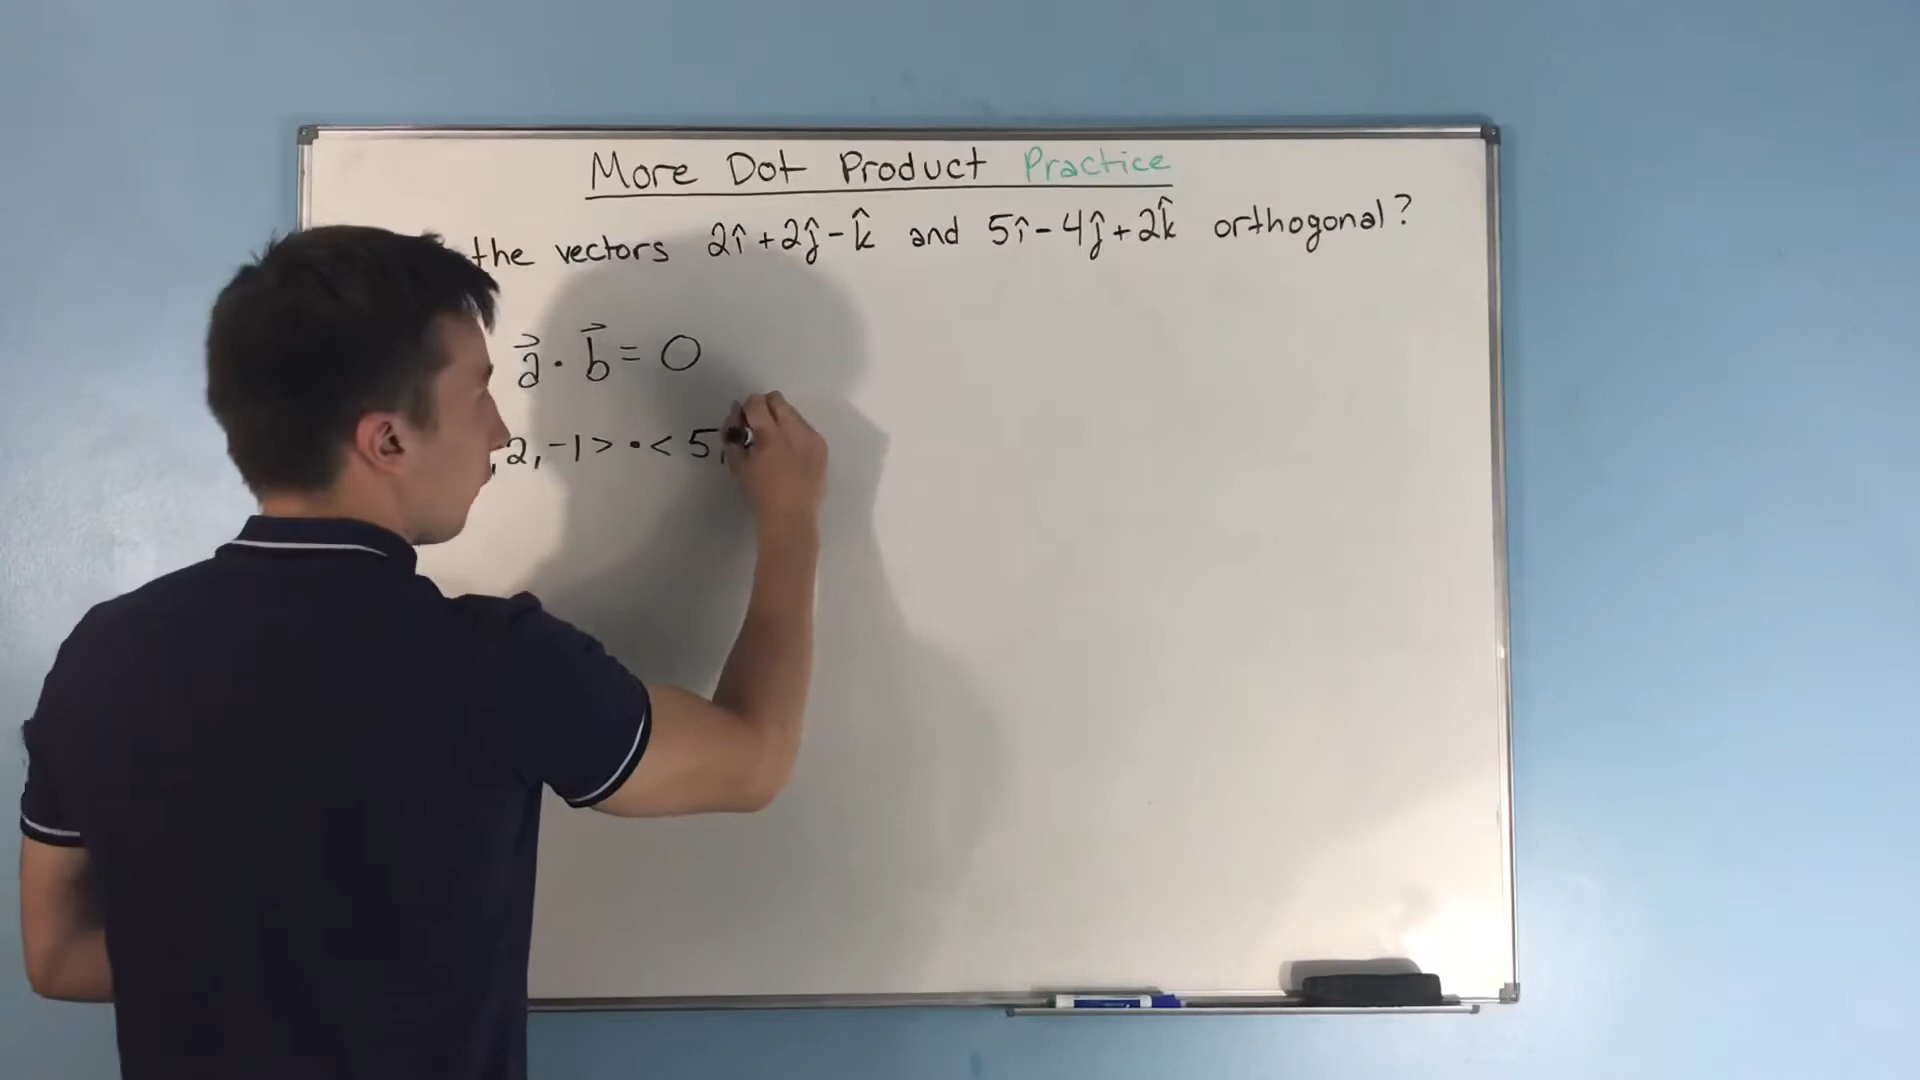 More Dot Product Practice
the vectors 2î + 2ĵ - k̂ and 5î - 4ĵ + 2k̂ orthogonal?
a⃗ · b⃗ = 0
,2,-1> · < 5,